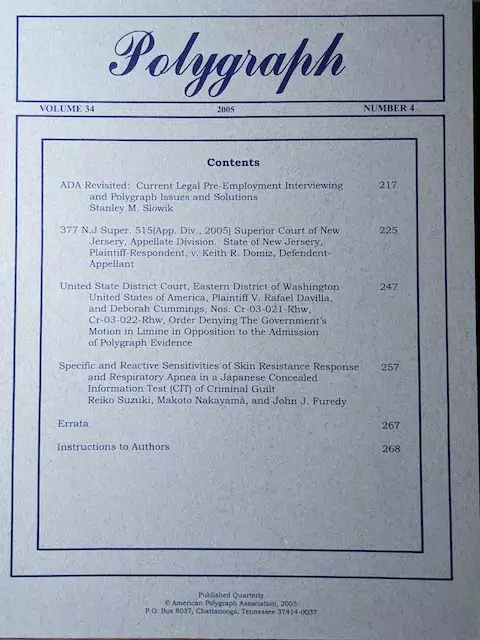 Polygraph
VOLUME 34 2005 NUMBER 4
Contents
ADA Revisited: Current Legal Pre-Employment Interviewing 217
and Polygraph Issues and Solutions
Stanley M. Slowik
377 N.J Super. 515(App. Div., 2005) Superior Court of New 225
Jersery, Appellate Division. State of New Jersery,
Plaintiff-Respondent, v. Keith R. Domiz, Defendent-
Appellant
United State District Court, Eastern District of Washington 247
United States of America, Plaintiff V. Rafael Davilla,
and Deborah Cummings, Nos. Cr-03-021-Rhw,
Cr-03-022-Rhw, Order Denying The Government's
Motion in Limine in Opposition to the Admission
of Polygraph Evidence
Specific and Reactive Sensitivities of Skin Resistance Response 257
and Respiratory Apnea in a Japanese Concealed
Information Test (CIT) of Criminal Guilt
Reiko Suzuki, Makoto Nakayama, and John J. Furedy
Errata 267
Instructions to Authors 268
Published Quarterly
© American Polygraph Association, 2005
P.O. Box 8037, Chattanooga, Tennessee 37414-0037